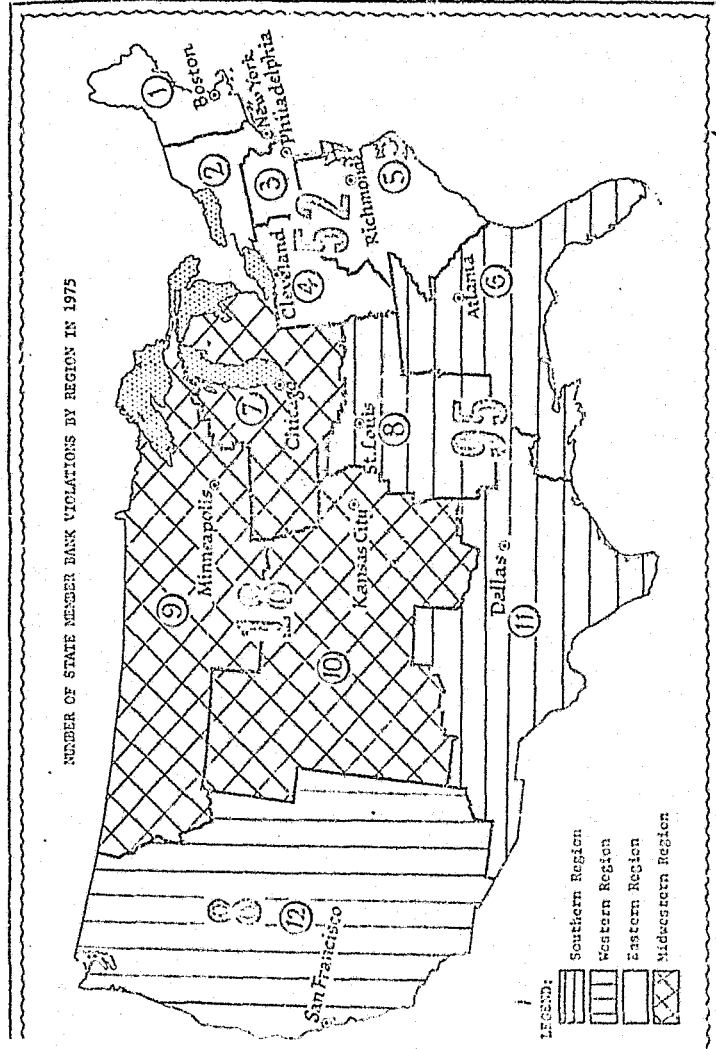 NUMBER OF STATE MEMBER BANK VIOLATIONS BY REGION IN 1975
1
Boston
2
New York
3
Philadelphia
Cleveland
4
52
Richmond
5
7
Chicago
9
Minneapolis
18
10
Kansas City
St. Louis
8
Atlanta
6
95
Dallas
11
8
12
San Francisco
LEGEND:
Southern Region
Western Region
Eastern Region
Midwestern Region